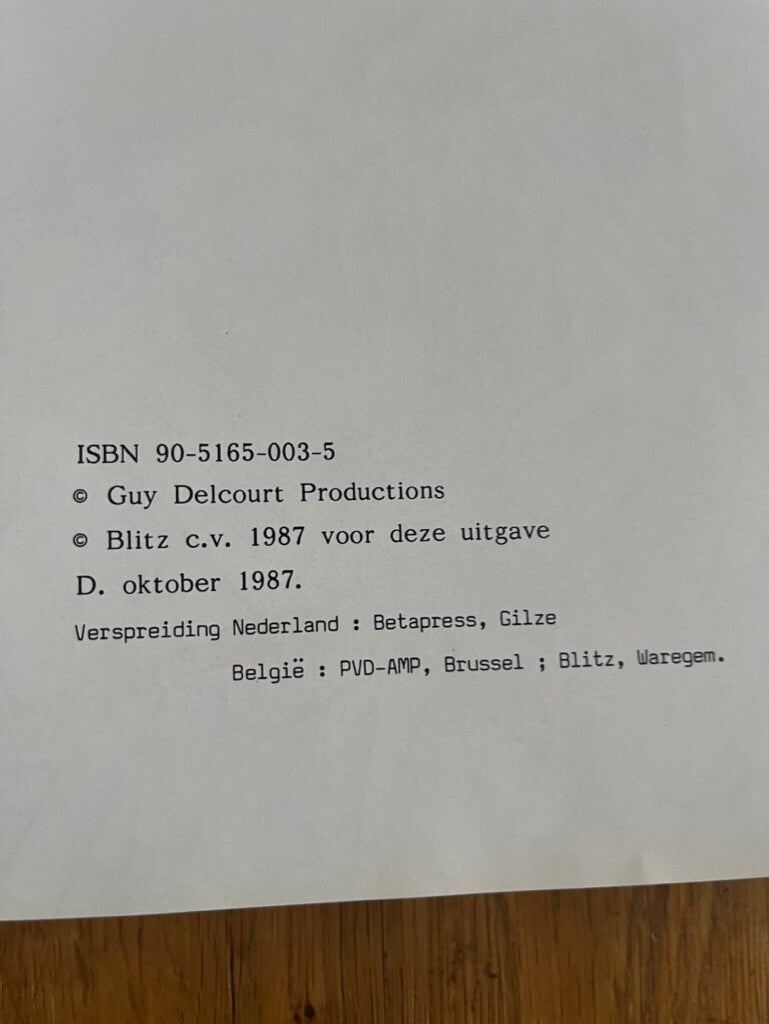 ISBN 90-5165-003-5
© Guy Delcourt Productions
© Blitz c.v. 1987 voor deze uitgave
D. oktober 1987.
Verspreiding Nederland : Betapress, Gilze
België : PVD-AMP, Brussel ; Blitz, Waregem.